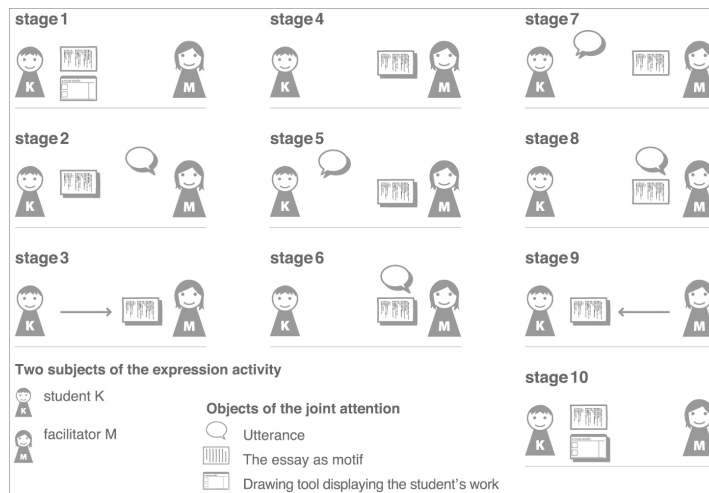 stage 1
K
M
stage 2
K
M
stage 3
K
M
stage 4
K
M
stage 5
K
M
stage 6
K
M
stage 7
K
M
stage 8
K
M
stage 9
K
M
stage 10
K
M
Two subjects of the expression activity
K
student K
M
facilitator M
Objects of the joint attention
Utterance
The essay as motif
Drawing tool displaying the student's work